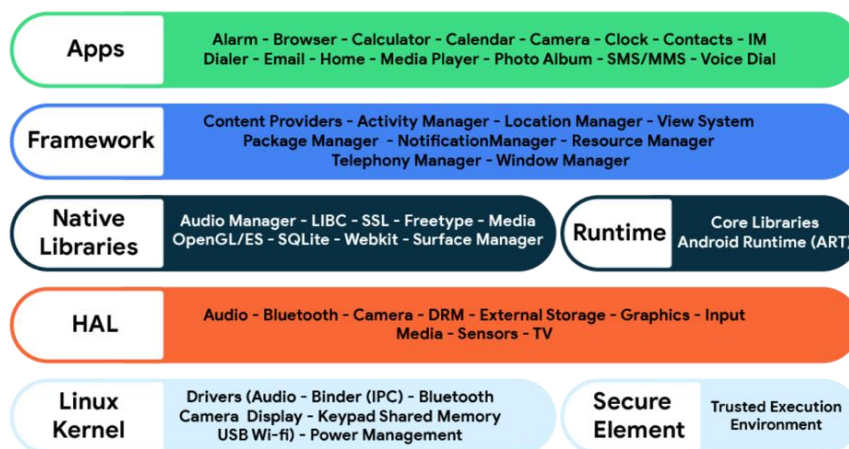 Apps
Alarm - Browser - Calculator - Calendar - Camera - Clock - Contacts - IM
Dialer - Email - Home - Media Player - Photo Album - SMS/MMS - Voice Dial
Framework
Content Providers - Activity Manager - Location Manager - View System
Package Manager - NotificationManager - Resource Manager
Telephony Manager - Window Manager
Native
Libraries
Audio Manager - LIBC - SSL - Freetype - Media
OpenGL/ES - SQLite - Webkit - Surface Manager
Runtime
Core Libraries
Android Runtime (ART)
HAL
Audio - Bluetooth - Camera - DRM - External Storage - Graphics - Input
Media - Sensors - TV
Linux
Kernel
Drivers (Audio - Binder (IPC) - Bluetooth
Camera Display - Keypad Shared Memory
USB Wi-fi) - Power Management
Secure
Element
Trusted Execution
Environment